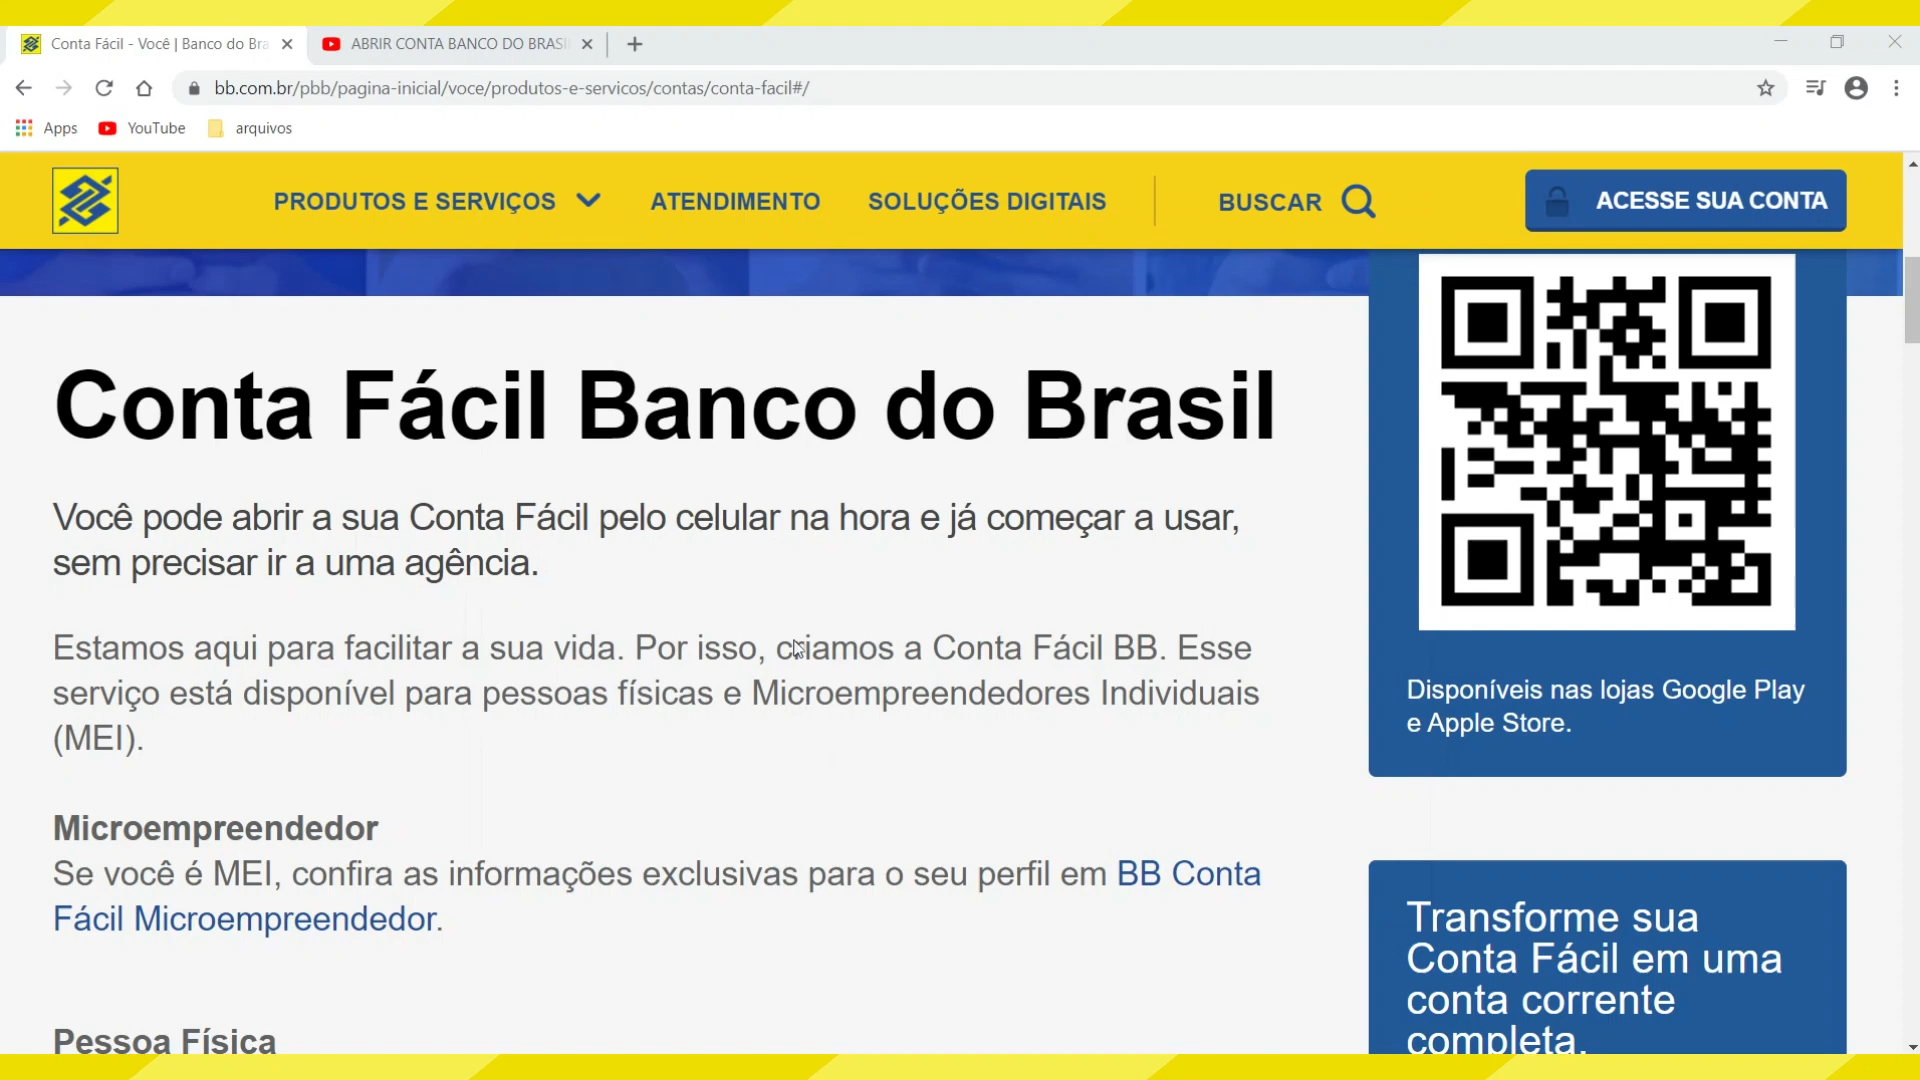 Conta Fácil - Você | Banco do Bra
ABRIR CONTA BANCO DO BRASI
bb.com.br/pbb/pagina-inicial/voce/produtos-e-servicos/contas/conta-facil#/
Apps
YouTube
arquivos
PRODUTOS E SERVIÇOS
ATENDIMENTO
SOLUÇÕES DIGITAIS
BUSCAR
ACESSE SUA CONTA
Conta Fácil Banco do Brasil
Você pode abrir a sua Conta Fácil pelo celular na hora e já começar a usar,
sem precisar ir a uma agência.
Estamos aqui para facilitar a sua vida. Por isso, criamos a Conta Fácil BB. Esse
serviço está disponível para pessoas físicas e Microempreendedores Individuais
(MEI).
Microempreendedor
Se você é MEI, confira as informações exclusivas para o seu perfil em BB Conta
Fácil Microempreendedor.
Pessoa Física
Disponíveis nas lojas Google Play
e Apple Store.
Transforme sua
Conta Fácil em uma
conta corrente
completa.